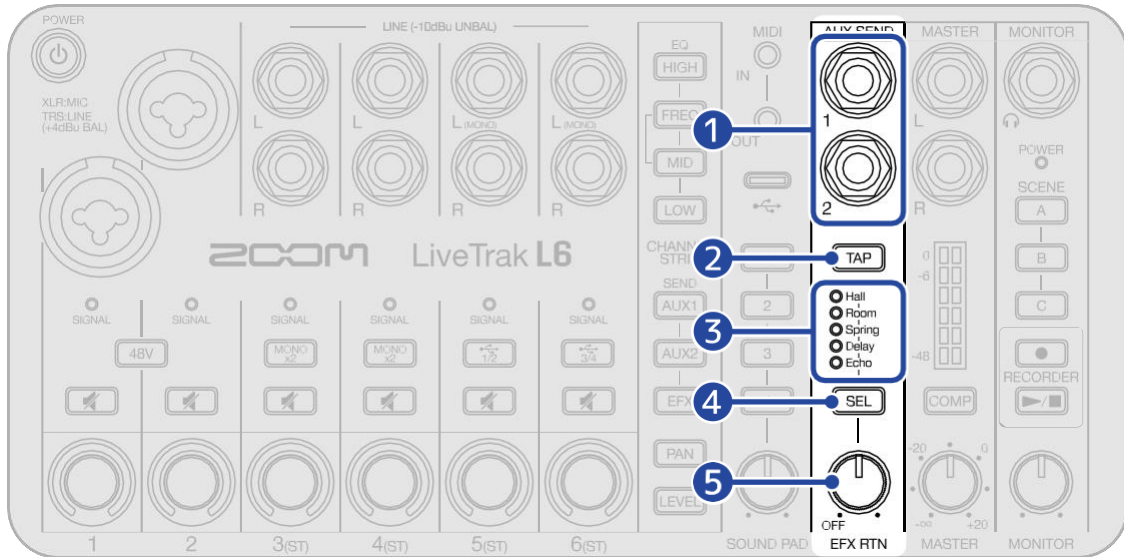 POWER
LINE (-10dBu UNBAL)
XLR:MIC
TRS:LINE
(+4dBu BAL)
L
L
L (MONO)
L (MONO)
R
R
R
R
EQ
HIGH
FREQ
MID
LOW
MIDI
IN
OUT
AUX SEND
1
2
MASTER
L
R
MONITOR
POWER
SCENE
A
B
C
RECORDER
ZOOM LiveTrak L6
CHANNEL
STRIP
SEND
AUX1
AUX2
EFX
PAN
LEVEL
2
3
1
2
TAP
3
Hall
Room
Spring
Delay
Echo
4
SEL
5
OFF
EFX RTN
0
-6
-48
COMP
-20
0
-∞
+20
SIGNAL
SIGNAL
SIGNAL
SIGNAL
SIGNAL
SIGNAL
48V
MONO
x2
MONO
x2
1/2
3/4
1
2
3(ST)
4(ST)
5(ST)
6(ST)
SOUND PAD
MASTER
MONITOR